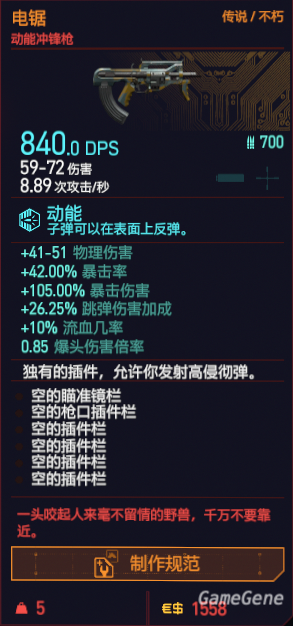 电锯
传说 / 不朽
动能冲锋枪
840.0 DPS
700
59-72 伤害
8.89 次攻击/秒
动能
子弹可以在表面上反弹。
+41-51 物理伤害
+42.00% 暴击率
+105.00% 暴击伤害
+26.25% 跳弹伤害加成
+10% 流血几率
0.85 爆头伤害倍率
独有的插件，允许你发射高侵彻弹。
空的瞄准镜栏
空的枪口插件栏
空的插件栏
空的插件栏
空的插件栏
空的插件栏
一头咬起人来毫不留情的野兽，千万不要靠
近。
制作规范
5
€$ 1558
GameGene